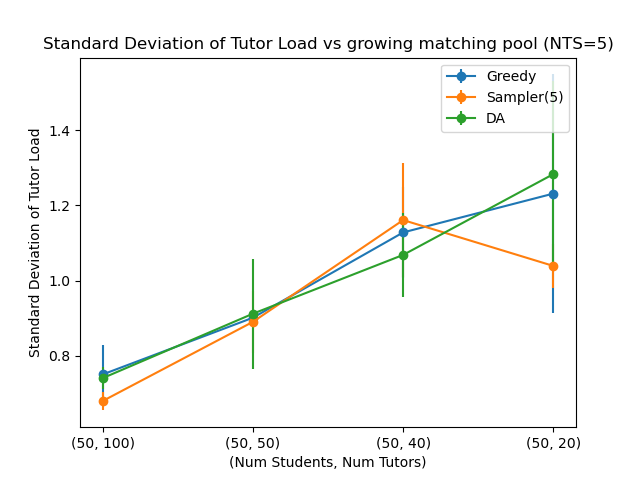 Standard Deviation of Tutor Load vs growing matching pool (NTS=5)
Greedy
Sampler(5)
DA
Standard Deviation of Tutor Load
1.4
1.2
1.0
0.8
(50, 100)
(50, 50)
(50, 40)
(50, 20)
(Num Students, Num Tutors)